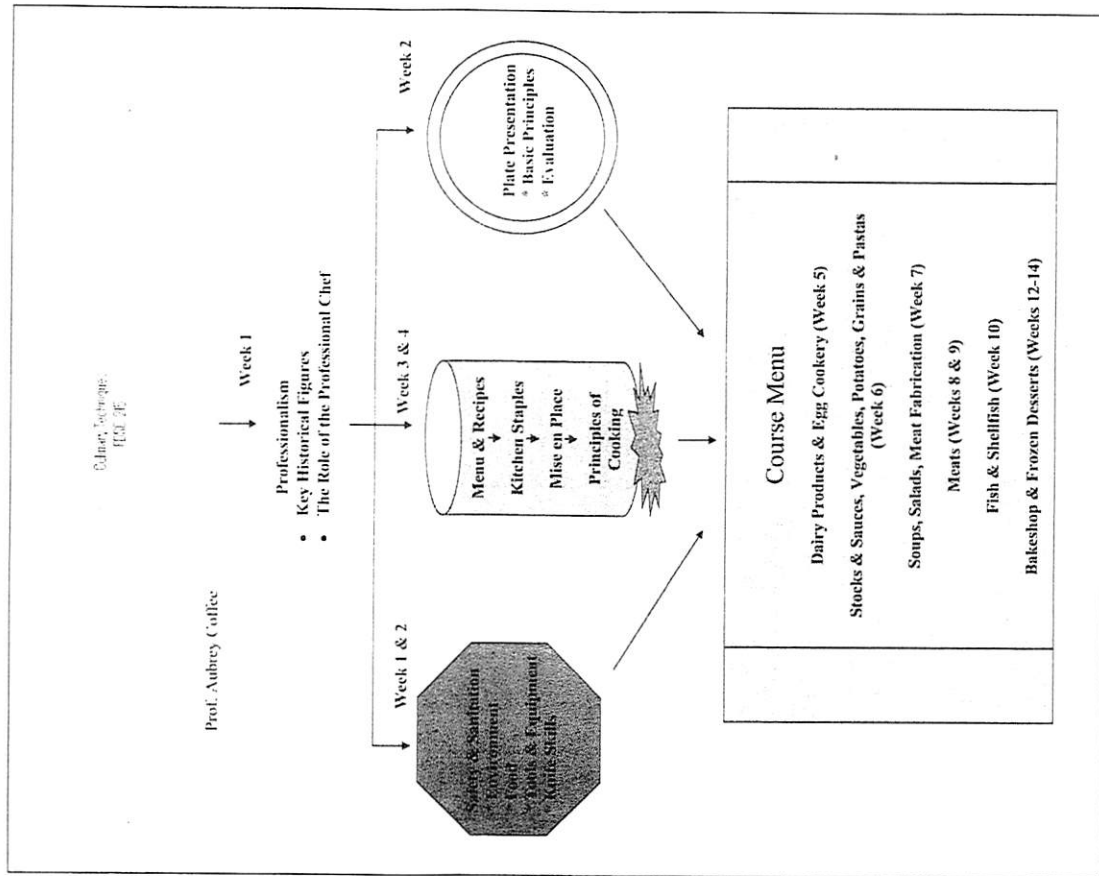 Culinary Techniques
Prof. Aubrey Coffee
Week 1
Professionalism
• Key Historical Figures
• The Role of the Professional Chef
Week 1 & 2
Safety & Sanitation
* Environment
* Food
* Tools & Equipment
* Knife Skills
Week 3 & 4
Menu & Recipes
Kitchen Staples
Mise en Place
Principles of
Cooking
Week 2
Plate Presentation
* Basic Principles
* Evaluation
Course Menu
Dairy Products & Egg Cookery (Week 5)
Stocks & Sauces, Vegetables, Potatoes, Grains & Pastas
(Week 6)
Soups, Salads, Meat Fabrication (Week 7)
Meats (Weeks 8 & 9)
Fish & Shellfish (Week 10)
Bakeshop & Frozen Desserts (Weeks 12-14)